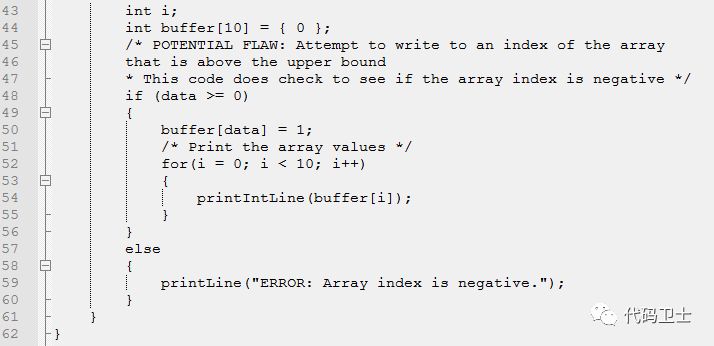 43 int i;
44 int buffer[10] = { 0 };
45 /* POTENTIAL FLAW: Attempt to write to an index of the array
46 that is above the upper bound
47 * This code does check to see if the array index is negative */
48 if (data >= 0)
49 {
50 buffer[data] = 1;
51 /* Print the array values */
52 for(i = 0; i < 10; i++)
53 {
54 printIntLine(buffer[i]);
55 }
56 }
57 else
58 {
59 printLine("ERROR: Array index is negative.");
60 }
61 }
62 }
代码卫士